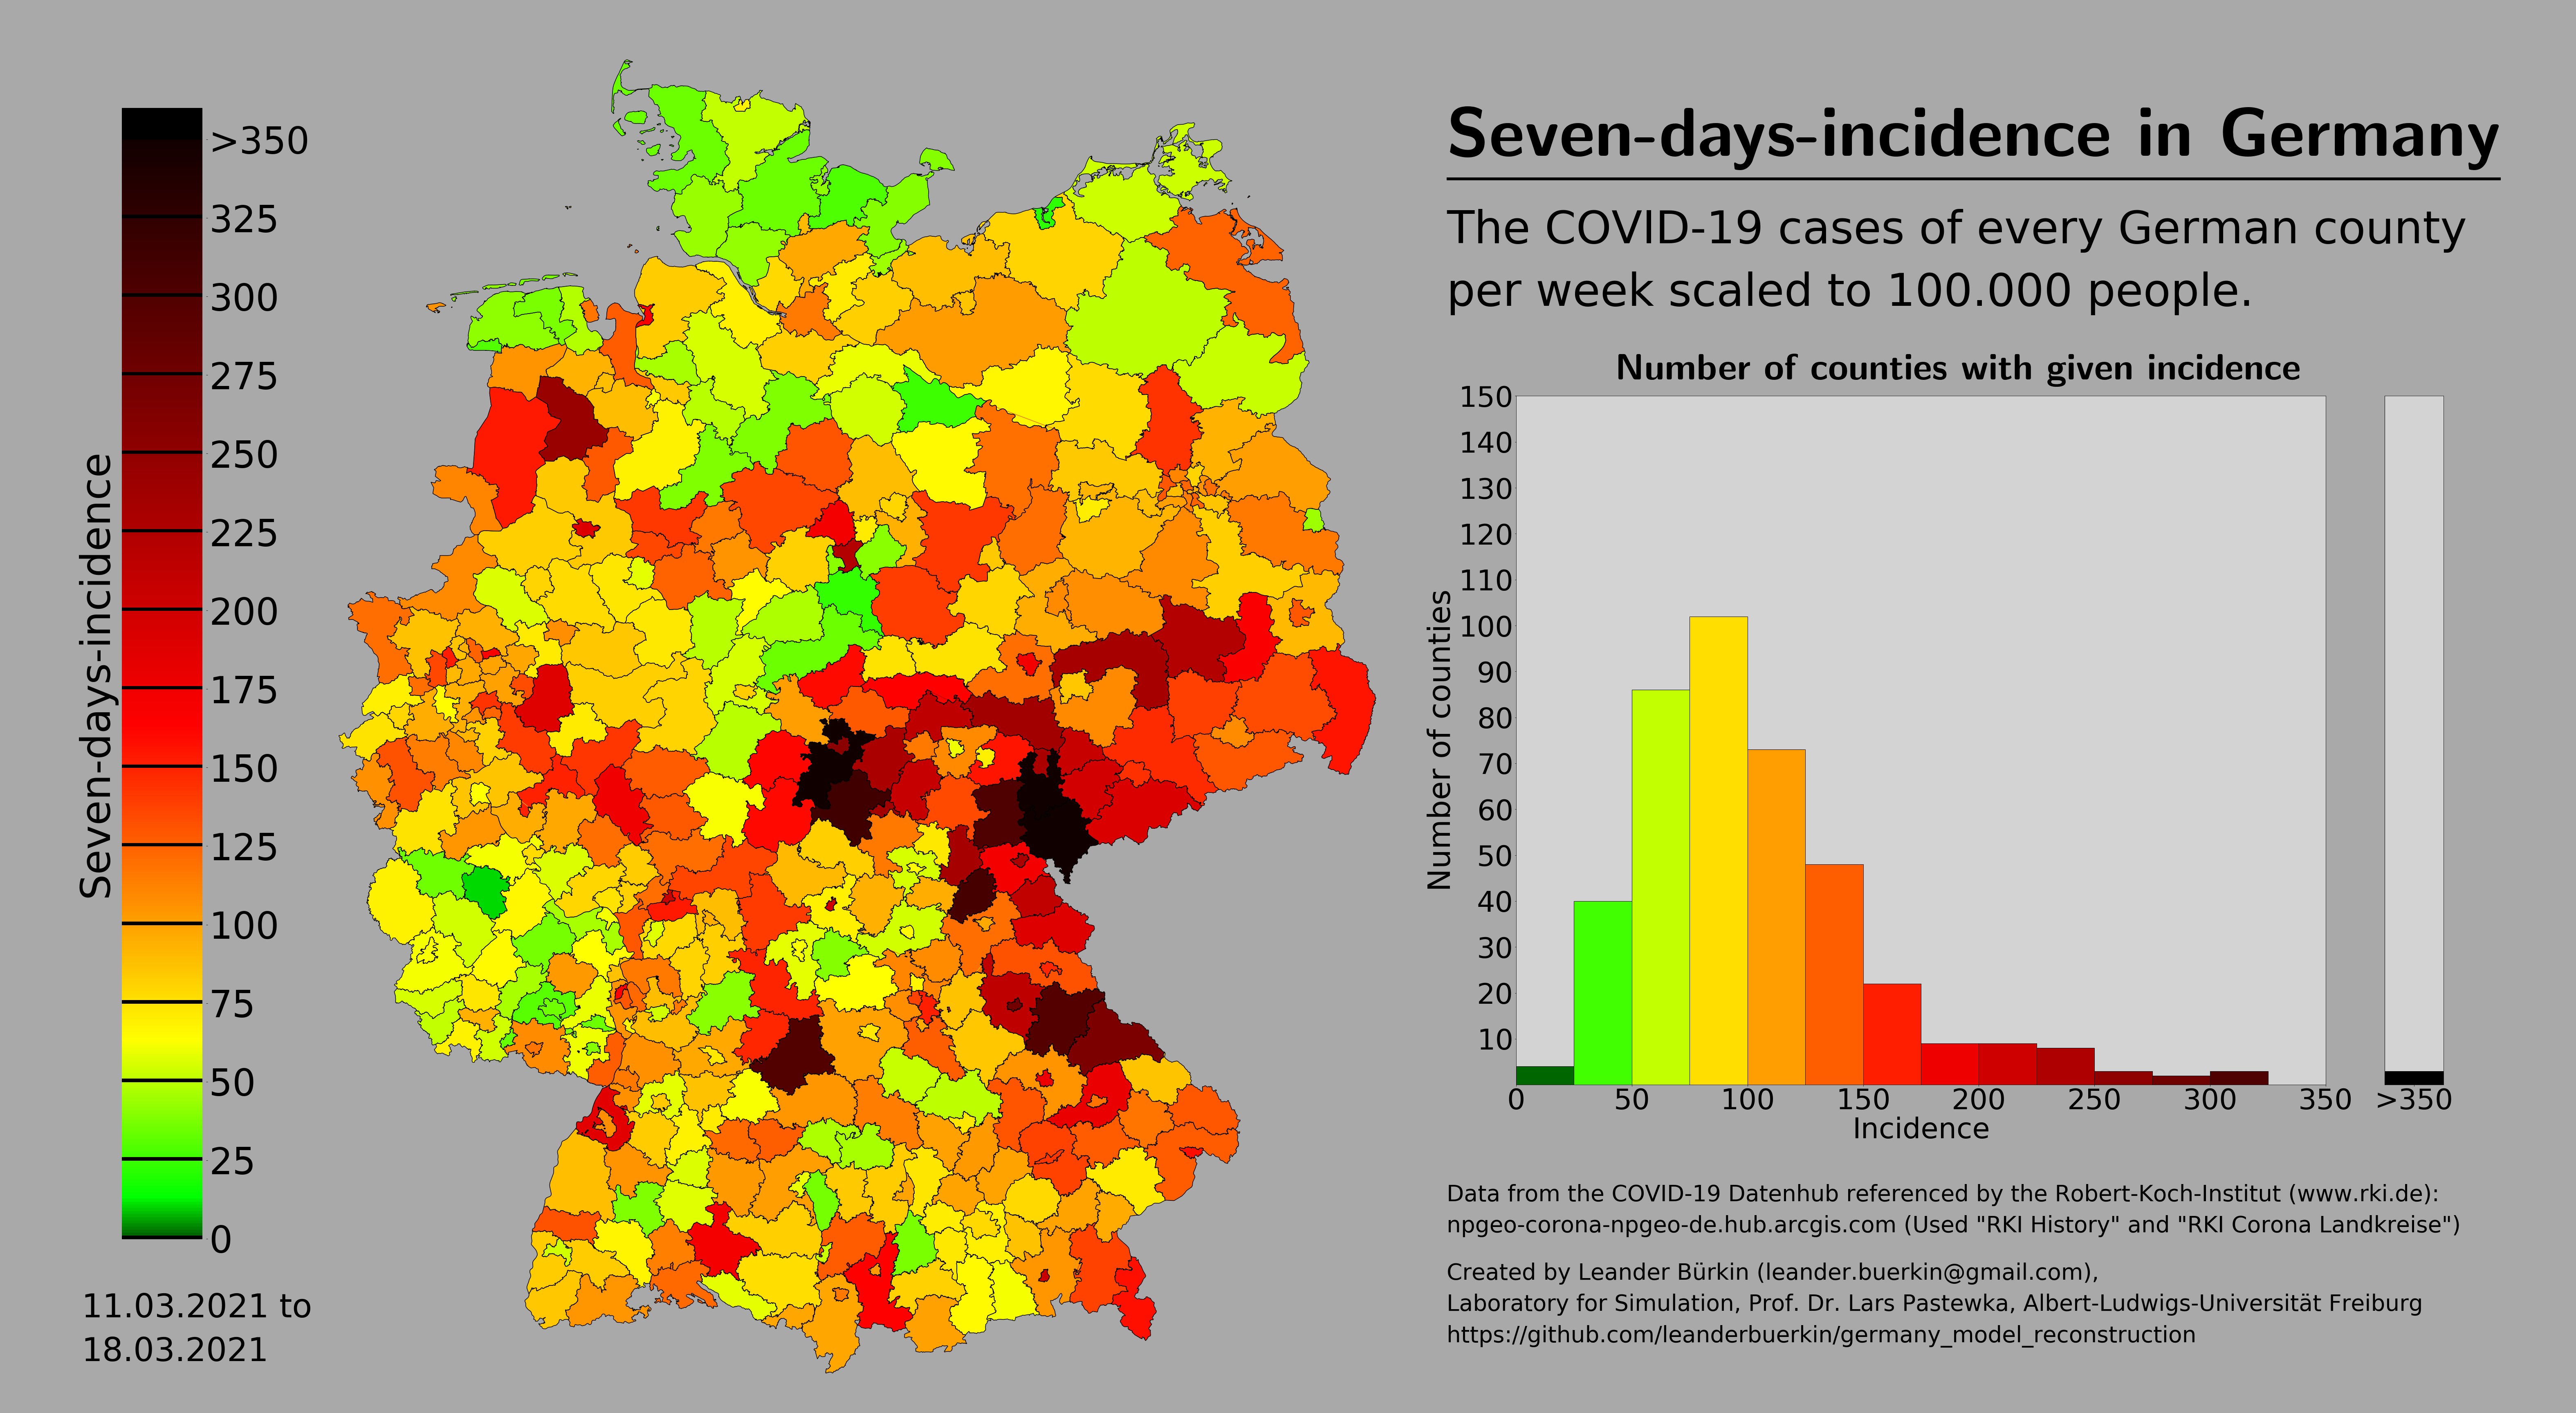 Seven-days-incidence in Germany
The COVID-19 cases of every German county
per week scaled to 100.000 people.
Seven-days-incidence
>350
325
300
275
250
225
200
175
150
125
100
75
50
25
0
11.03.2021 to
18.03.2021
Number of counties with given incidence
Number of counties
150
140
130
120
110
100
90
80
70
60
50
40
30
20
10
0 50 100 150 200 250 300 350 >350
Incidence
Data from the COVID-19 Datenhub referenced by the Robert-Koch-Institut (www.rki.de):
npgeo-corona-npgeo-de.hub.arcgis.com (Used "RKI History" and "RKI Corona Landkreise")
Created by Leander Bürkin (leander.buerkin@gmail.com),
Laboratory for Simulation, Prof. Dr. Lars Pastewka, Albert-Ludwigs-Universität Freiburg
https://github.com/leanderbuerkin/germany_model_reconstruction